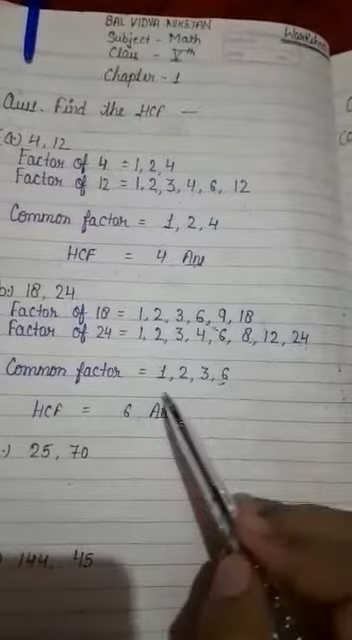 BAL VIDYA NIKETAN
Subject - Math
Class - Vth
Chapter - 1
Ques. Find the HCF —
(a) 4, 12
Factor of 4 = 1, 2, 4
Factor of 12 = 1, 2, 3, 4, 6, 12
Common factor = 1, 2, 4
HCF = 4 Ans
b.) 18, 24
Factor of 18 = 1, 2, 3, 6, 9, 18
Factor of 24 = 1, 2, 3, 4, 6, 8, 12, 24
Common factor = 1, 2, 3, 6
HCF = 6
.) 25, 70
) 144, 45